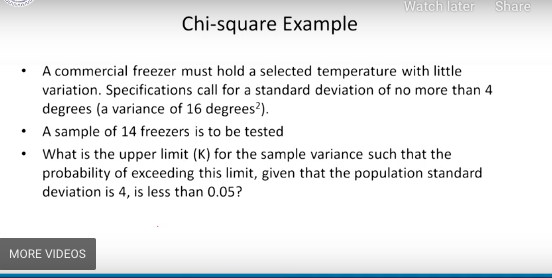 Watch later Share
Chi-square Example
• A commercial freezer must hold a selected temperature with little
variation. Specifications call for a standard deviation of no more than 4
degrees (a variance of 16 degrees²).
• A sample of 14 freezers is to be tested
• What is the upper limit (K) for the sample variance such that the
probability of exceeding this limit, given that the population standard
deviation is 4, is less than 0.05?
MORE VIDEOS